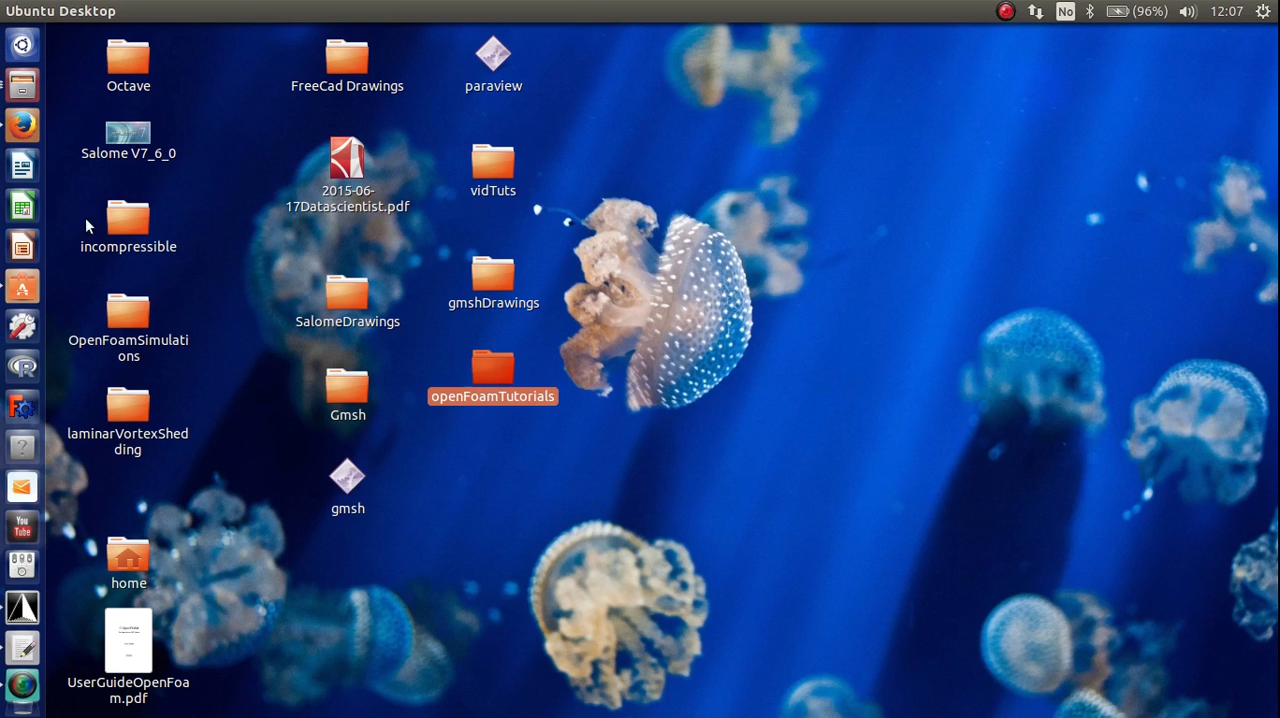 Ubuntu Desktop
No
(96%)
12:07
Octave
FreeCad Drawings
paraview
Salome V7_6_0
2015-06-
17Datascientist.pdf
vidTuts
incompressible
SalomeDrawings
gmshDrawings
OpenFoamSimulati
ons
Gmsh
openFoamTutorials
laminarVortexShed
ding
gmsh
You
Tube
home
UserGuideOpenFoa
m.pdf